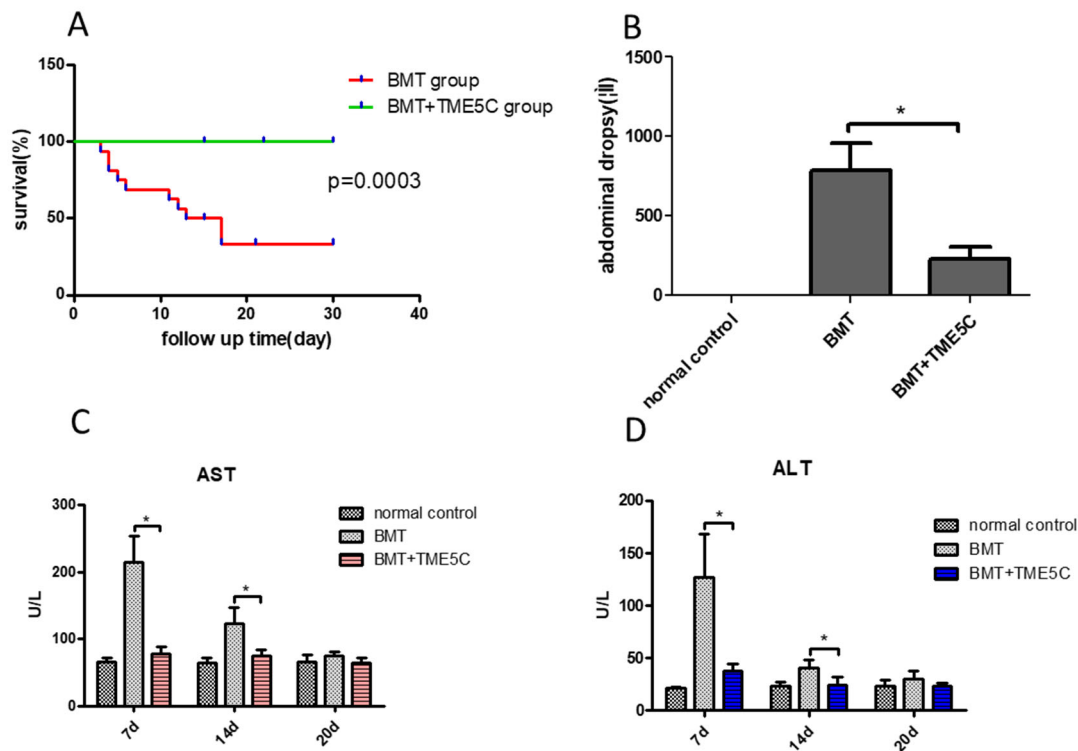 A
150
100
50
0
survival(%)
0 10 20 30 40
follow up time(day)
BMT group
BMT+TME5C group
p=0.0003
B
1500
1000
500
0
*
normal control
BMT
BMT+TME5C
C
AST
300
200
100
0
U/L
*
*
7d
14d
20d
normal control
BMT
BMT+TME5C
D
ALT
200
150
100
50
0
U/L
*
*
7d
14d
20d
normal control
BMT
BMT+TME5C
abdominal dropsy